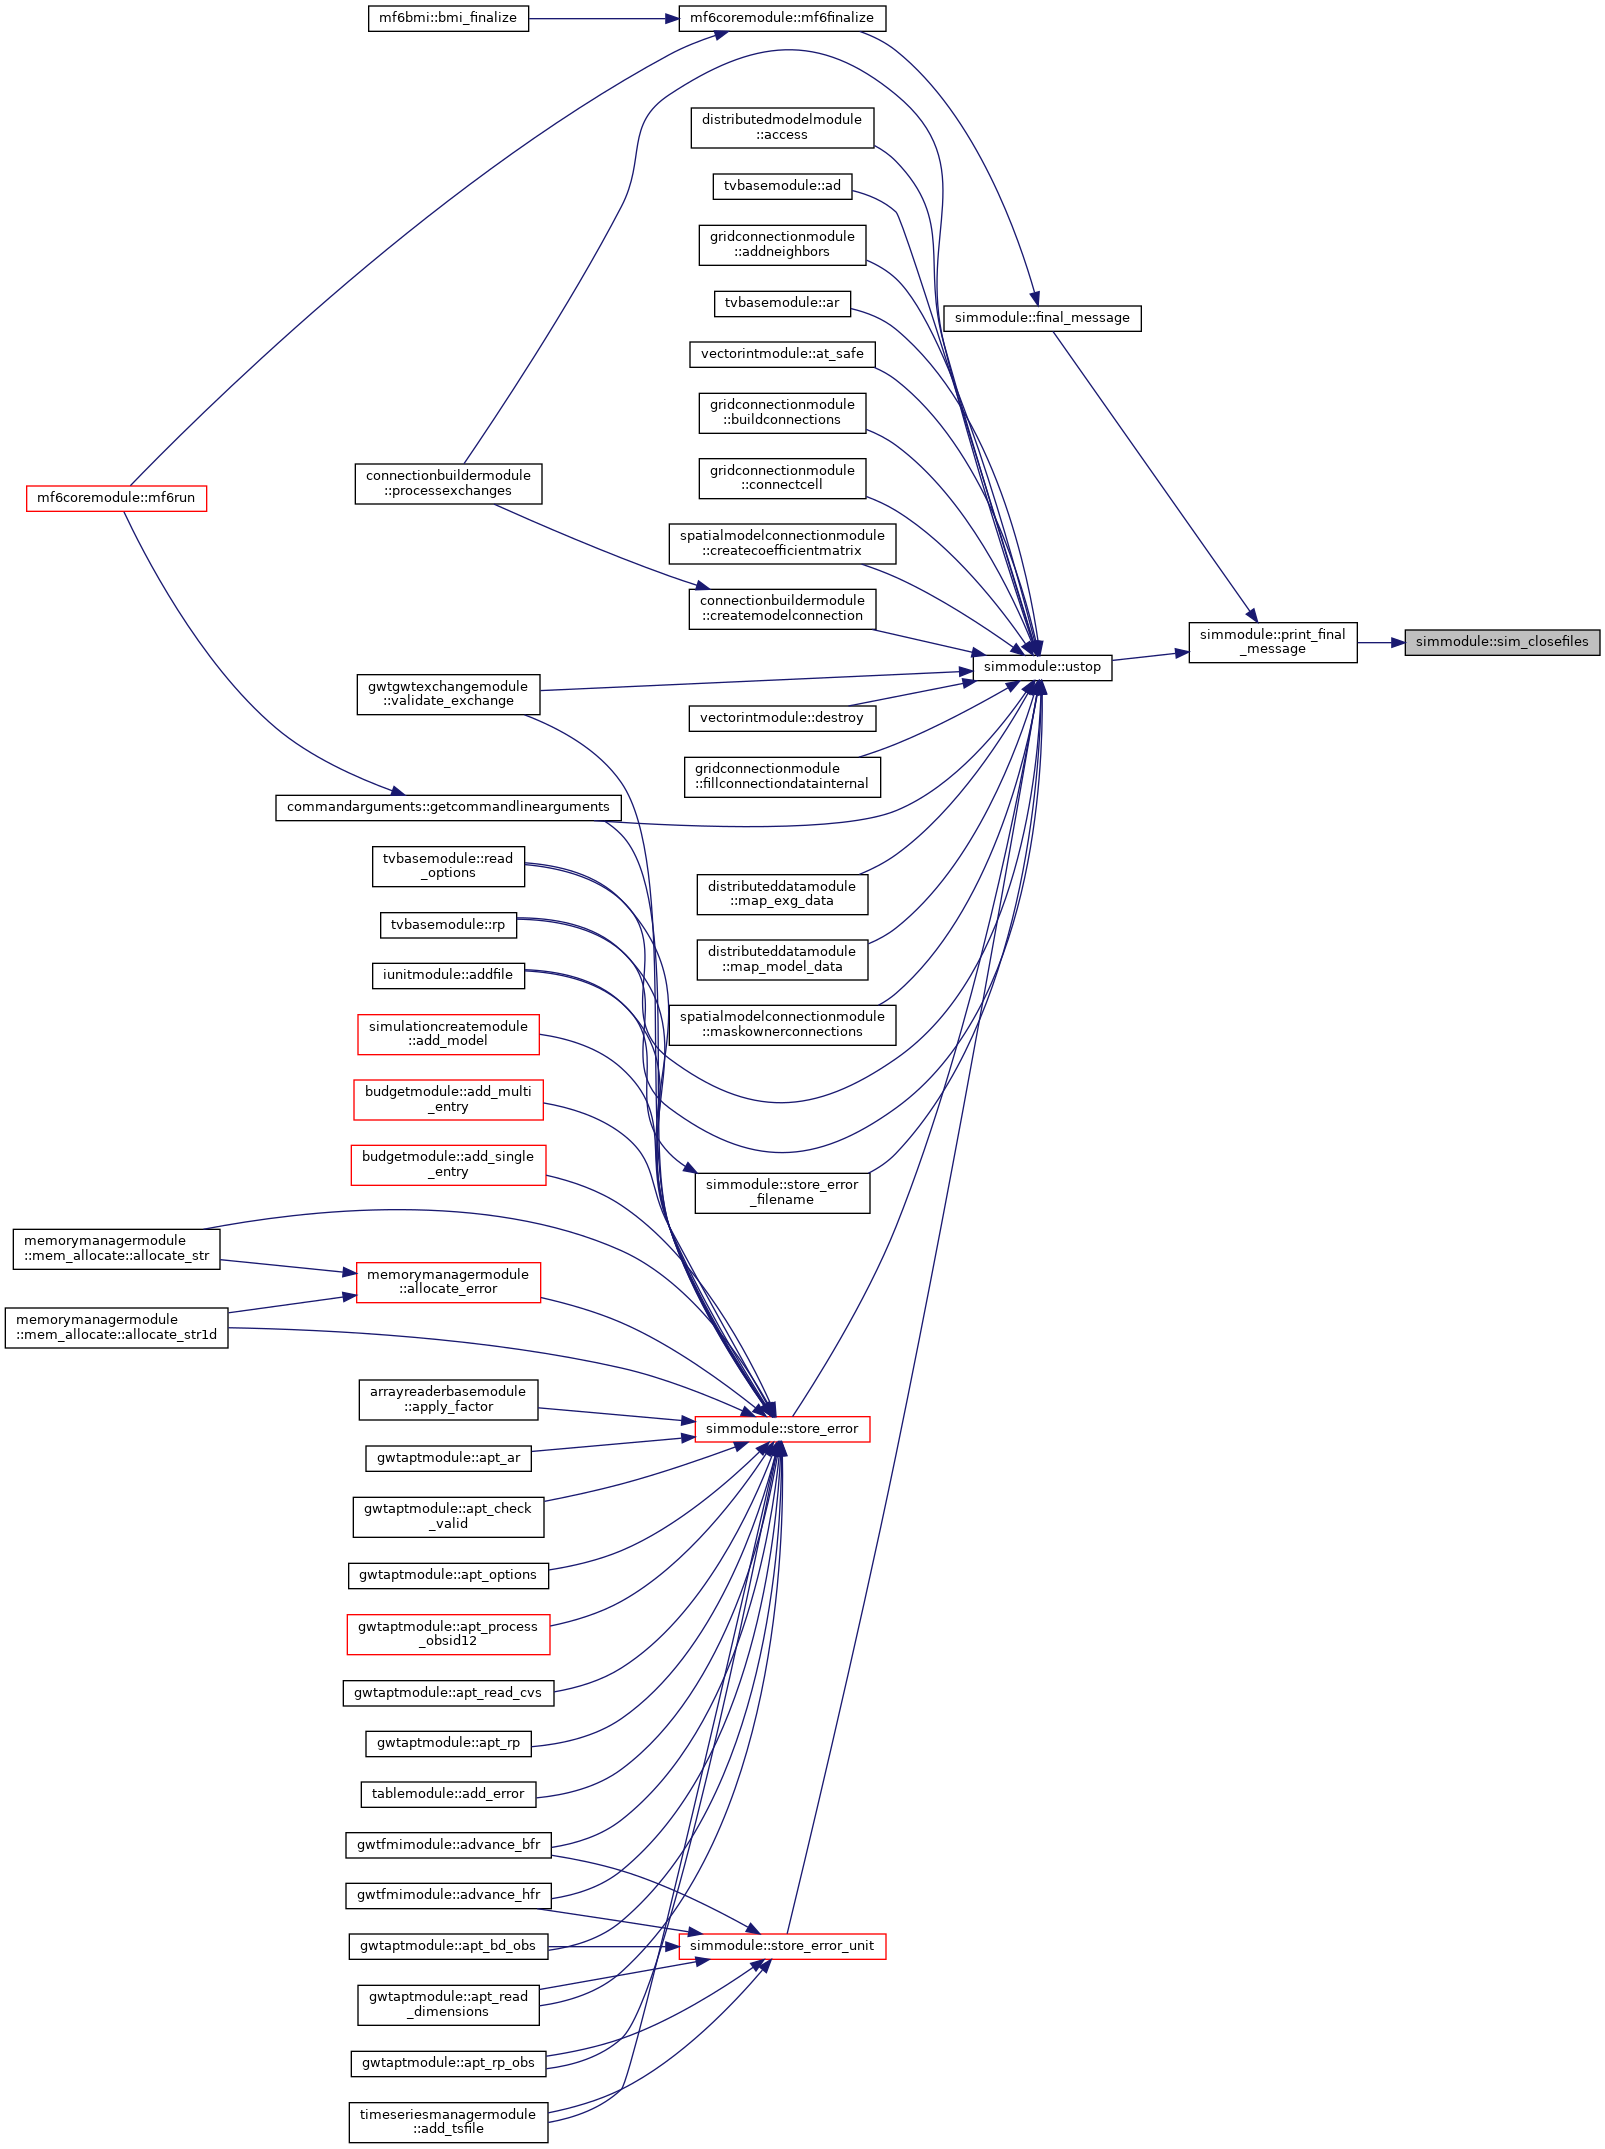 mf6bmi::bmi_finalize
mf6coremodule::mf6finalize
distributedmodelmodule
::access
tvbasemodule::ad
gridconnectionmodule
::addneighbors
tvbasemodule::ar
simmodule::final_message
vectorintmodule::at_safe
gridconnectionmodule
::buildconnections
gridconnectionmodule
::connectcell
connectionbuildermodule
::processexchanges
mf6coremodule::mf6run
spatialmodelconnectionmodule
::createcoefficientmatrix
connectionbuildermodule
::createmodelconnection
simmodule::print_final
_message
simmodule::sim_closefiles
simmodule::ustop
gwtgwtexchangemodule
::validate_exchange
vectorintmodule::destroy
gridconnectionmodule
::fillconnectiondatainternal
commandarguments::getcommandlinearguments
tvbasemodule::read
_options
distributeddatamodule
::map_exg_data
tvbasemodule::rp
distributeddatamodule
::map_model_data
iunitmodule::addfile
spatialmodelconnectionmodule
::maskownerconnections
simulationcreatemodule
::add_model
budgetmodule::add_multi
_entry
budgetmodule::add_single
_entry
simmodule::store_error
_filename
memorymanagermodule
::mem_allocate::allocate_str
memorymanagermodule
::allocate_error
memorymanagermodule
::mem_allocate::allocate_str1d
arrayreaderbasemodule
::apply_factor
simmodule::store_error
gwtaptmodule::apt_ar
gwtaptmodule::apt_check
_valid
gwtaptmodule::apt_options
gwtaptmodule::apt_process
_obsid12
gwtaptmodule::apt_read_cvs
gwtaptmodule::apt_rp
tablemodule::add_error
gwtfmimodule::advance_bfr
gwtfmimodule::advance_hfr
gwtaptmodule::apt_bd_obs
simmodule::store_error_unit
gwtaptmodule::apt_read
_dimensions
gwtaptmodule::apt_rp_obs
timeseriesmanagermodule
::add_tsfile